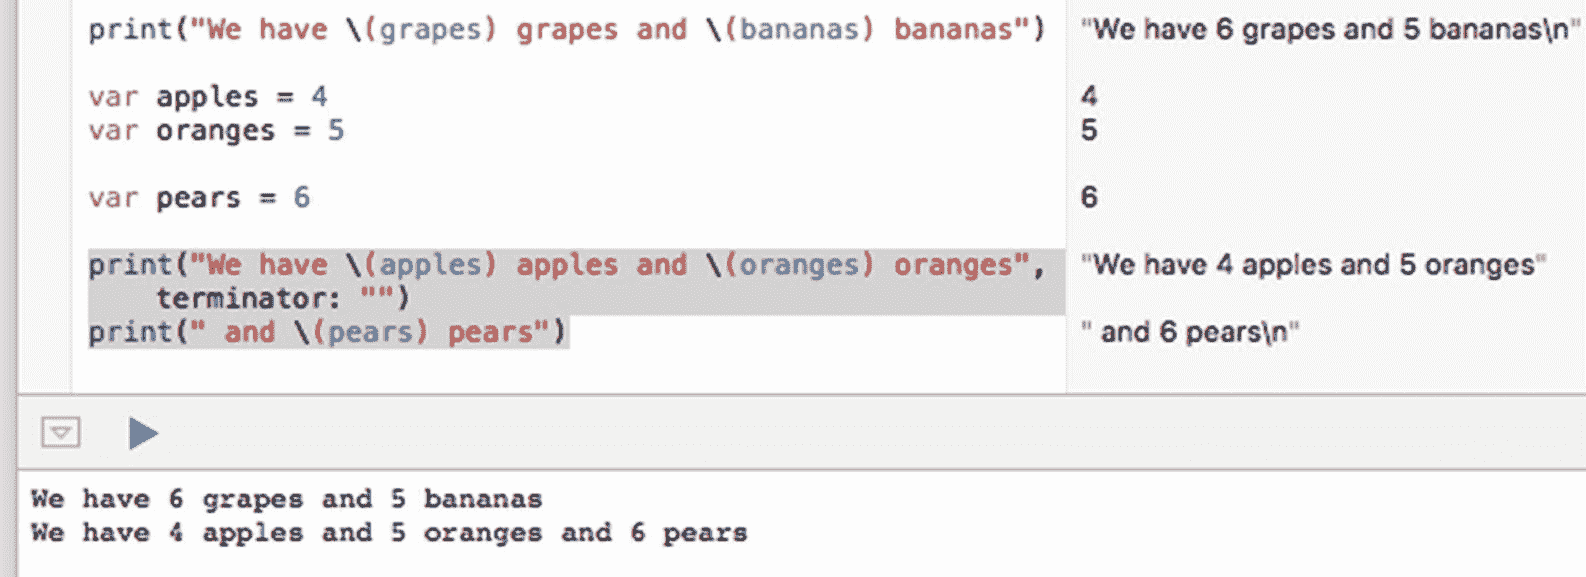 print("We have \(grapes) grapes and \(bananas) bananas") "We have 6 grapes and 5 bananas\n"
var apples = 4 4
var oranges = 5 5
var pears = 6 6
print("We have \(apples) apples and \(oranges) oranges", "We have 4 apples and 5 oranges"
terminator: "")
print(" and \(pears) pears") " and 6 pears\n"
We have 6 grapes and 5 bananas
We have 4 apples and 5 oranges and 6 pears